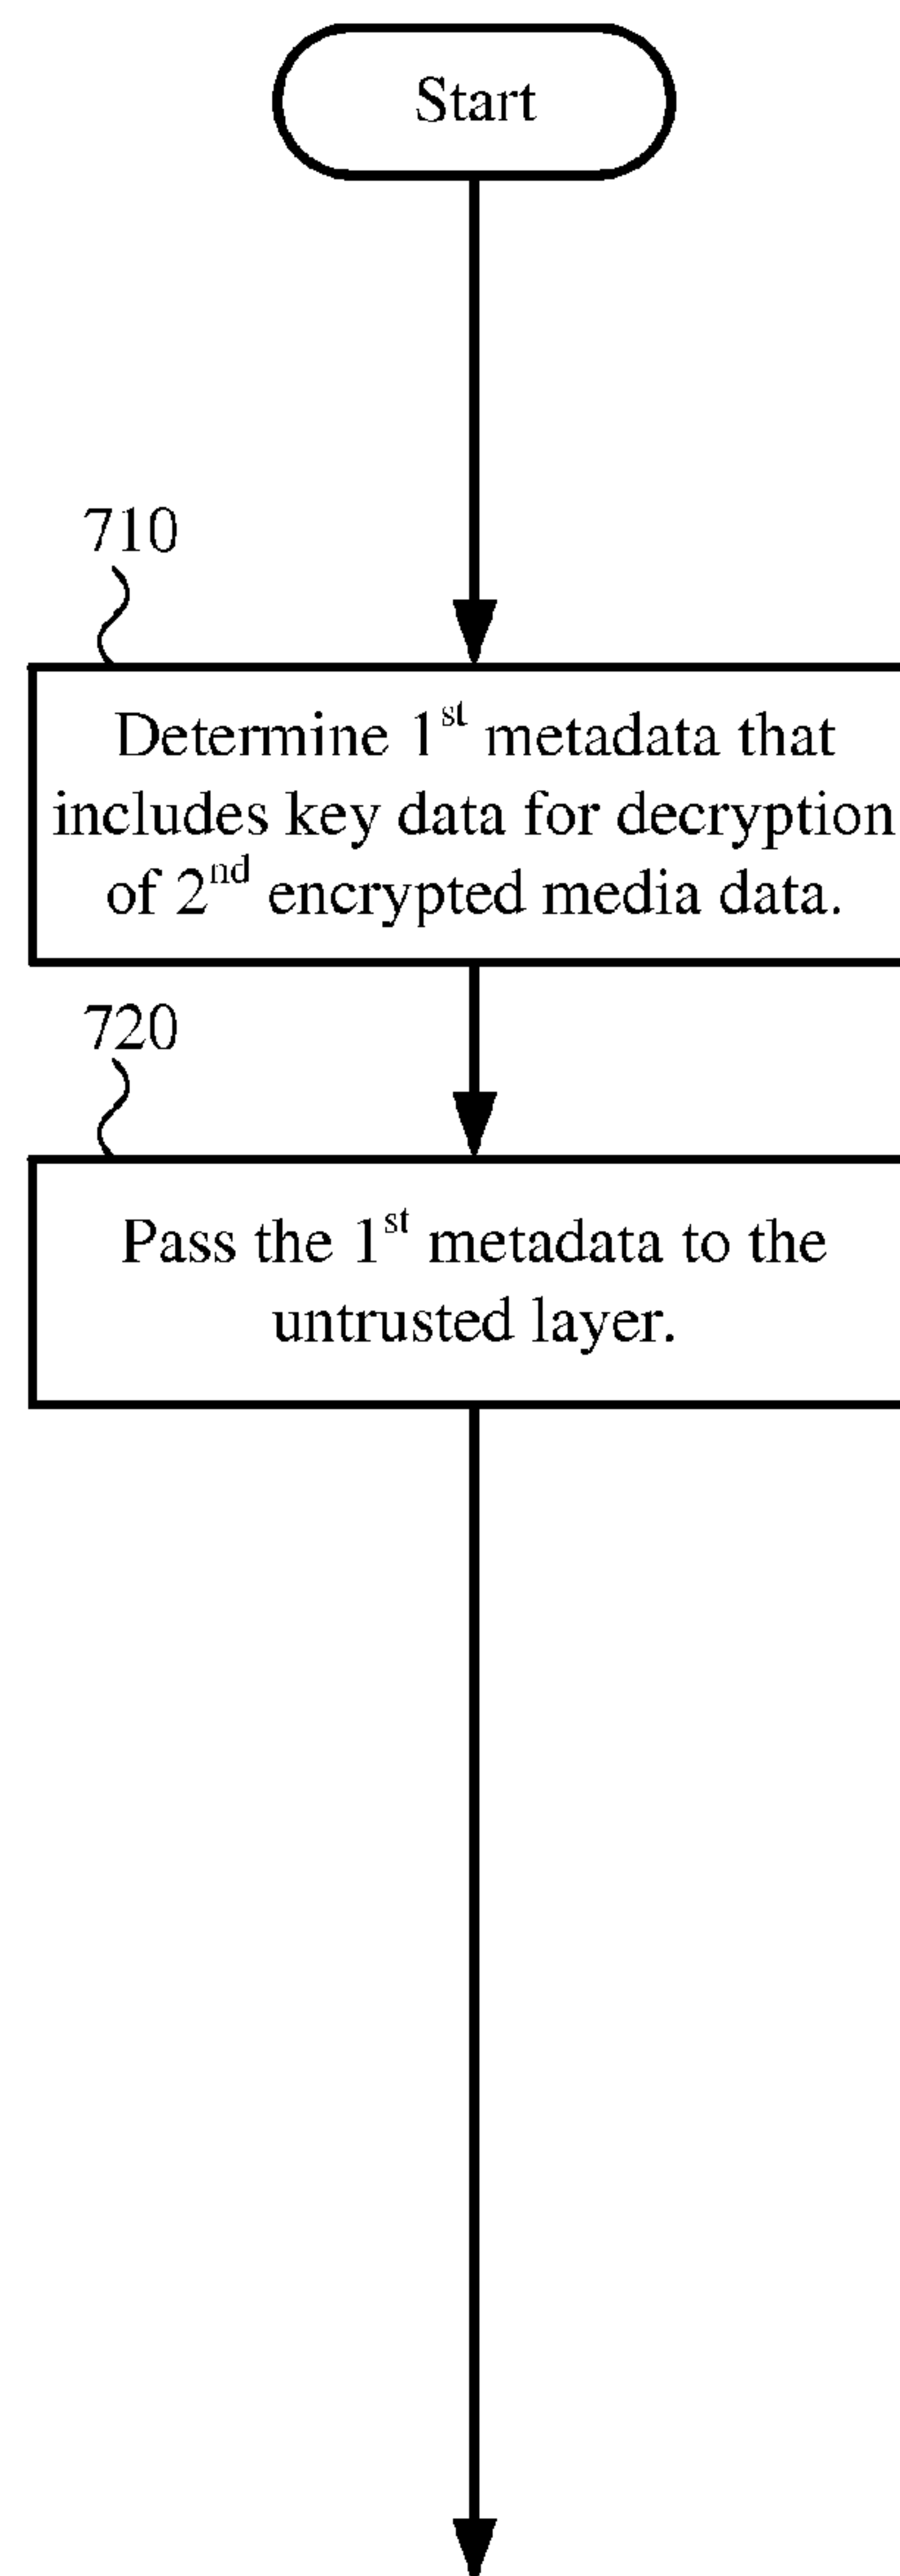 Start
710
Determine 1st metadata that
includes key data for decryption
of 2nd encrypted media data.
720
Pass the 1st metadata to the
untrusted layer.